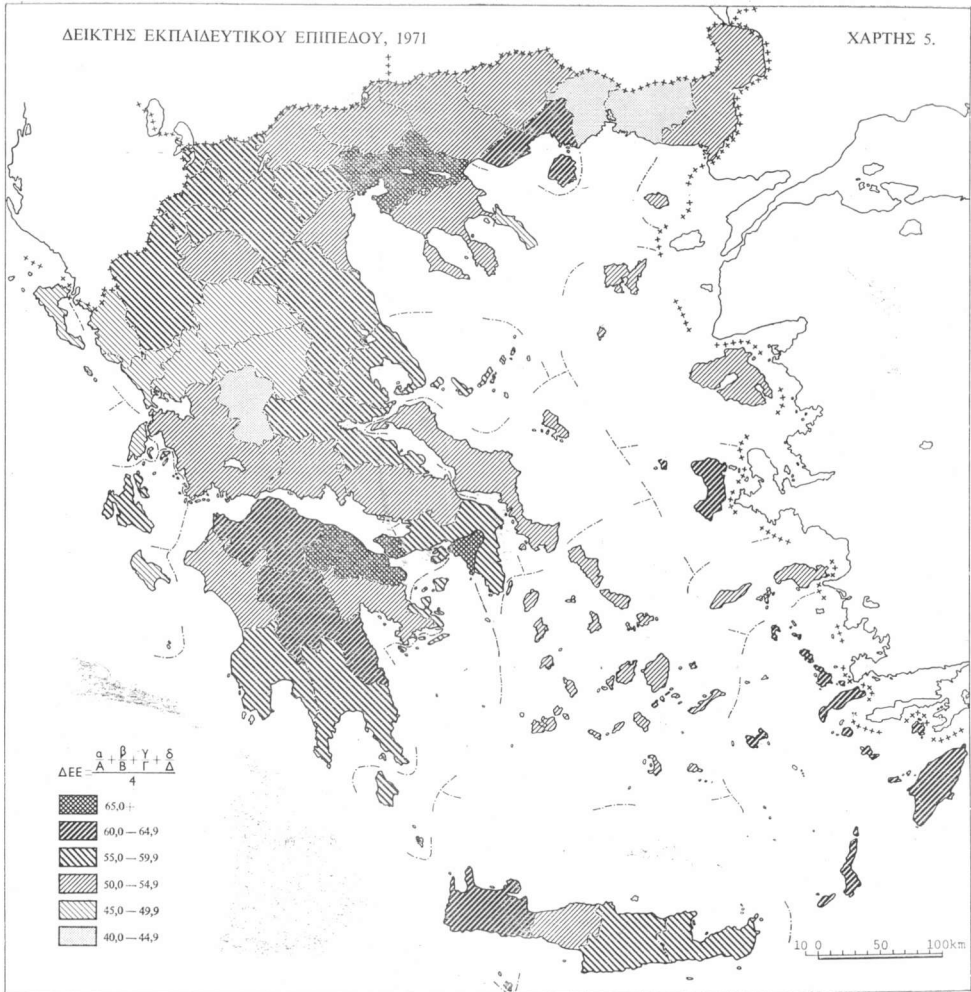 ΔΕΙΚΤΗΣ ΕΚΠΑΙΔΕΥΤΙΚΟΥ ΕΠΙΠΕΔΟΥ, 1971
ΧΑΡΤΗΣ 5.
ΔΕΕ = α/Α + β/Β + γ/Γ + δ/Δ
4
65,0+
60,0 — 64,9
55,0 — 59,9
50,0 — 54,9
45,0 — 49,9
40,0 — 44,9
10 0 50 100km